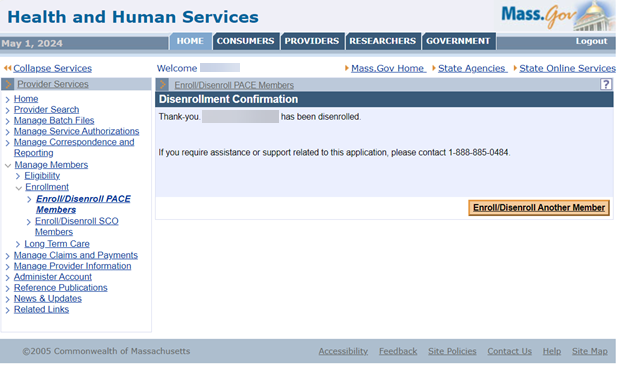 Health and Human Services
Mass.Gov
May 1, 2024
HOME CONSUMERS PROVIDERS RESEARCHERS GOVERNMENT Logout
Collapse Services
Welcome
Mass.Gov Home State Agencies State Online Services
Provider Services
Home
Provider Search
Manage Batch Files
Manage Service Authorizations
Manage Correspondence and
Reporting
Manage Members
Eligibility
Enrollment
Enroll/Disenroll PACE
Members
Enroll/Disenroll SCO
Members
Long Term Care
Manage Claims and Payments
Manage Provider Information
Administer Account
Reference Publications
News & Updates
Related Links
Enroll/Disenroll PACE Members ?
Disenrollment Confirmation
Thank-you. has been disenrolled.
If you require assistance or support related to this application, please contact 1-888-885-0484.
Enroll/Disenroll Another Member
©2005 Commonwealth of Massachusetts
Accessibility Feedback Site Policies Contact Us Help Site Map